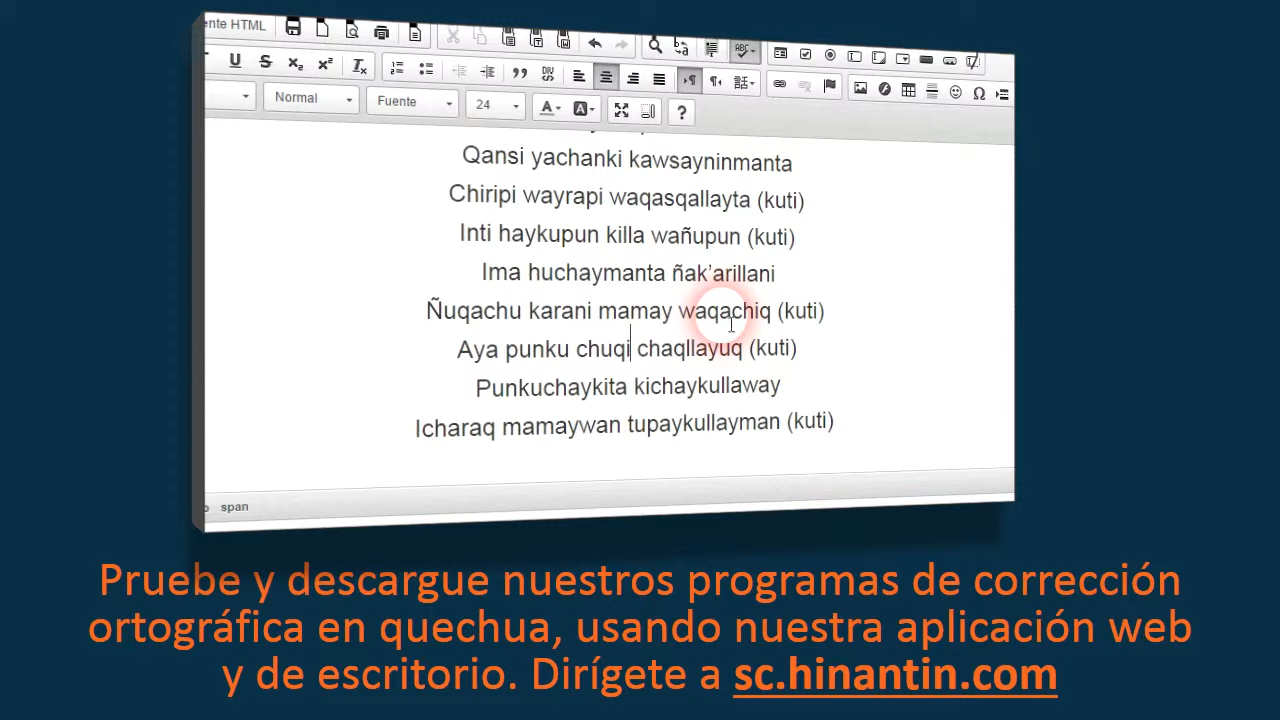 ente HTML
Normal Fuente 24
Qansi yachanki kawsayninmanta
Chiripi wayrapi waqasqallayta (kuti)
Inti haykupun killa wañupun (kuti)
Ima huchaymanta ñak'arillani
Ñuqachu karani mamay waqachiq (kuti)
Aya punku chuqi chaqllayuq (kuti)
Punkuchaykita kichaykullaway
Icharaq mamaywan tupaykullayman (kuti)
span
Pruebe y descargue nuestros programas de corrección
ortográfica en quechua, usando nuestra aplicación web
y de escritorio. Dirígete a sc.hinantin.com